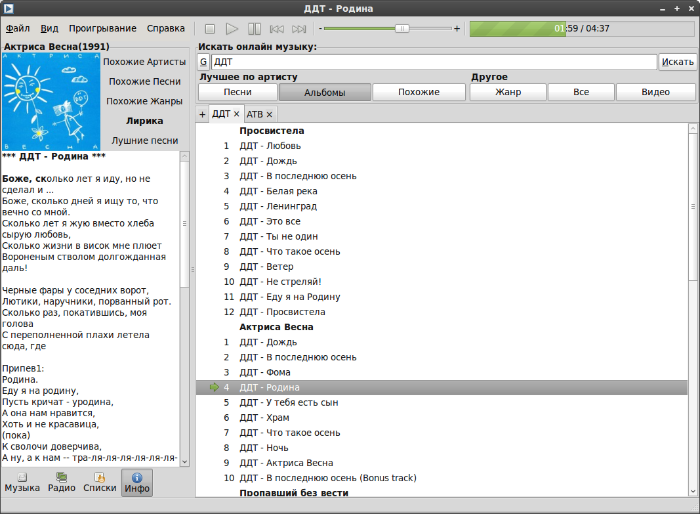 ДДТ - Родина
Файл Вид Проигрывание Справка
- + 01:59 / 04:37
Актриса Весна(1991)
АКТРИСА
ВЕСНА
Похожие Артисты
Похожие Песни
Похожие Жанры
Лирика
Лушние песни
*** ДДТ - Родина ***
Боже, сколько лет я иду, но не
сделал и ...
Боже, сколько дней я ищу то, что
вечно со мной.
Сколько лет я жую вместо хлеба
сырую любовь,
Сколько жизни в висок мне плюет
Вороненым стволом долгожданная
даль!
Черные фары у соседних ворот,
Лютики, наручники, порванный рот.
Сколько раз, покатившись, моя
голова
С переполненной плахи летела
сюда, где
Припев1:
Родина.
Еду я на родину,
Пусть кричат - уродина,
А она нам нравится,
Хоть и не красавица,
(пока)
К сволочи доверчива,
А ну, а к нам -- тра-ля-ля-ля-ля-ля-ля-
Музыка Радио Списки Инфо
Искать онлайн музыку:
G ДДТ Искать
Лучшее по артисту Другое
Песни Альбомы Похожие Жанр Все Видео
+ ДДТ × АТВ ×
Просвистела
1 ДДТ - Любовь
2 ДДТ - Дождь
3 ДДТ - В последнюю осень
4 ДДТ - Белая река
5 ДДТ - Ленинград
6 ДДТ - Это все
7 ДДТ - Ты не один
8 ДДТ - Что такое осень
9 ДДТ - Ветер
10 ДДТ - Не стреляй!
11 ДДТ - Еду я на Родину
12 ДДТ - Просвистела
Актриса Весна
1 ДДТ - Дождь
2 ДДТ - В последнюю осень
3 ДДТ - Фома
4 ДДТ - Родина
5 ДДТ - У тебя есть сын
6 ДДТ - Храм
7 ДДТ - Что такое осень
8 ДДТ - Ночь
9 ДДТ - Актриса Весна
10 ДДТ - В последнюю осень (Bonus track)
Пропавший без вести